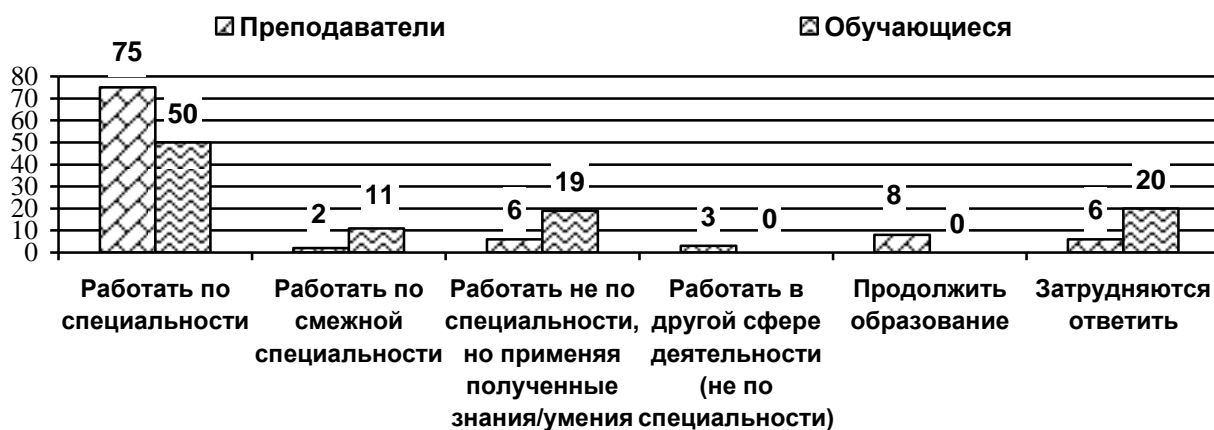 Преподаватели Обучающиеся
75
80
70
60
50
40
30
20
10
0
50
2
11
6
19
3
0
8
0
6
20
Работать по
специальности
Работать по
смежной
специальности
Работать не по
специальности,
но применяя
полученные
знания/умения
Работать в
другой сфере
деятельности
(не по
специальности)
Продолжить
образование
Затрудняются
ответить